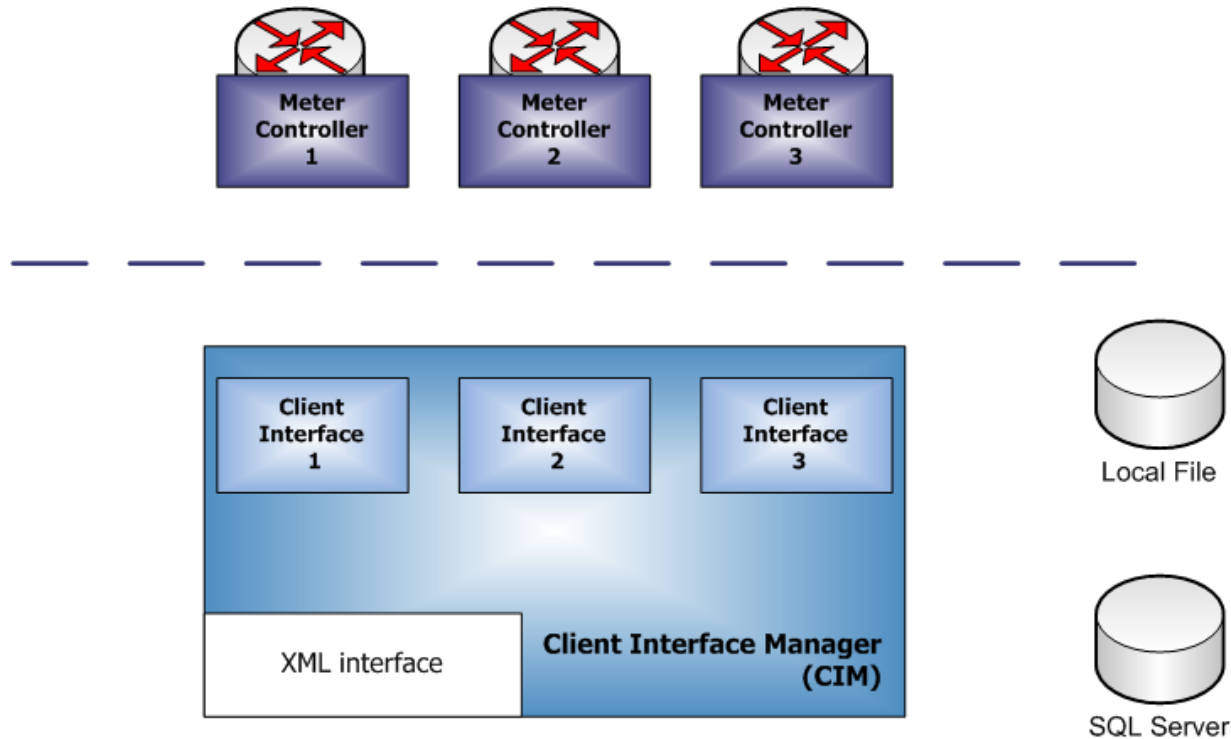 Meter
Controller
1
Meter
Controller
2
Meter
Controller
3
Client
Interface
1
Client
Interface
2
Client
Interface
3
Local File
XML interface
Client Interface Manager
(CIM)
SQL Server